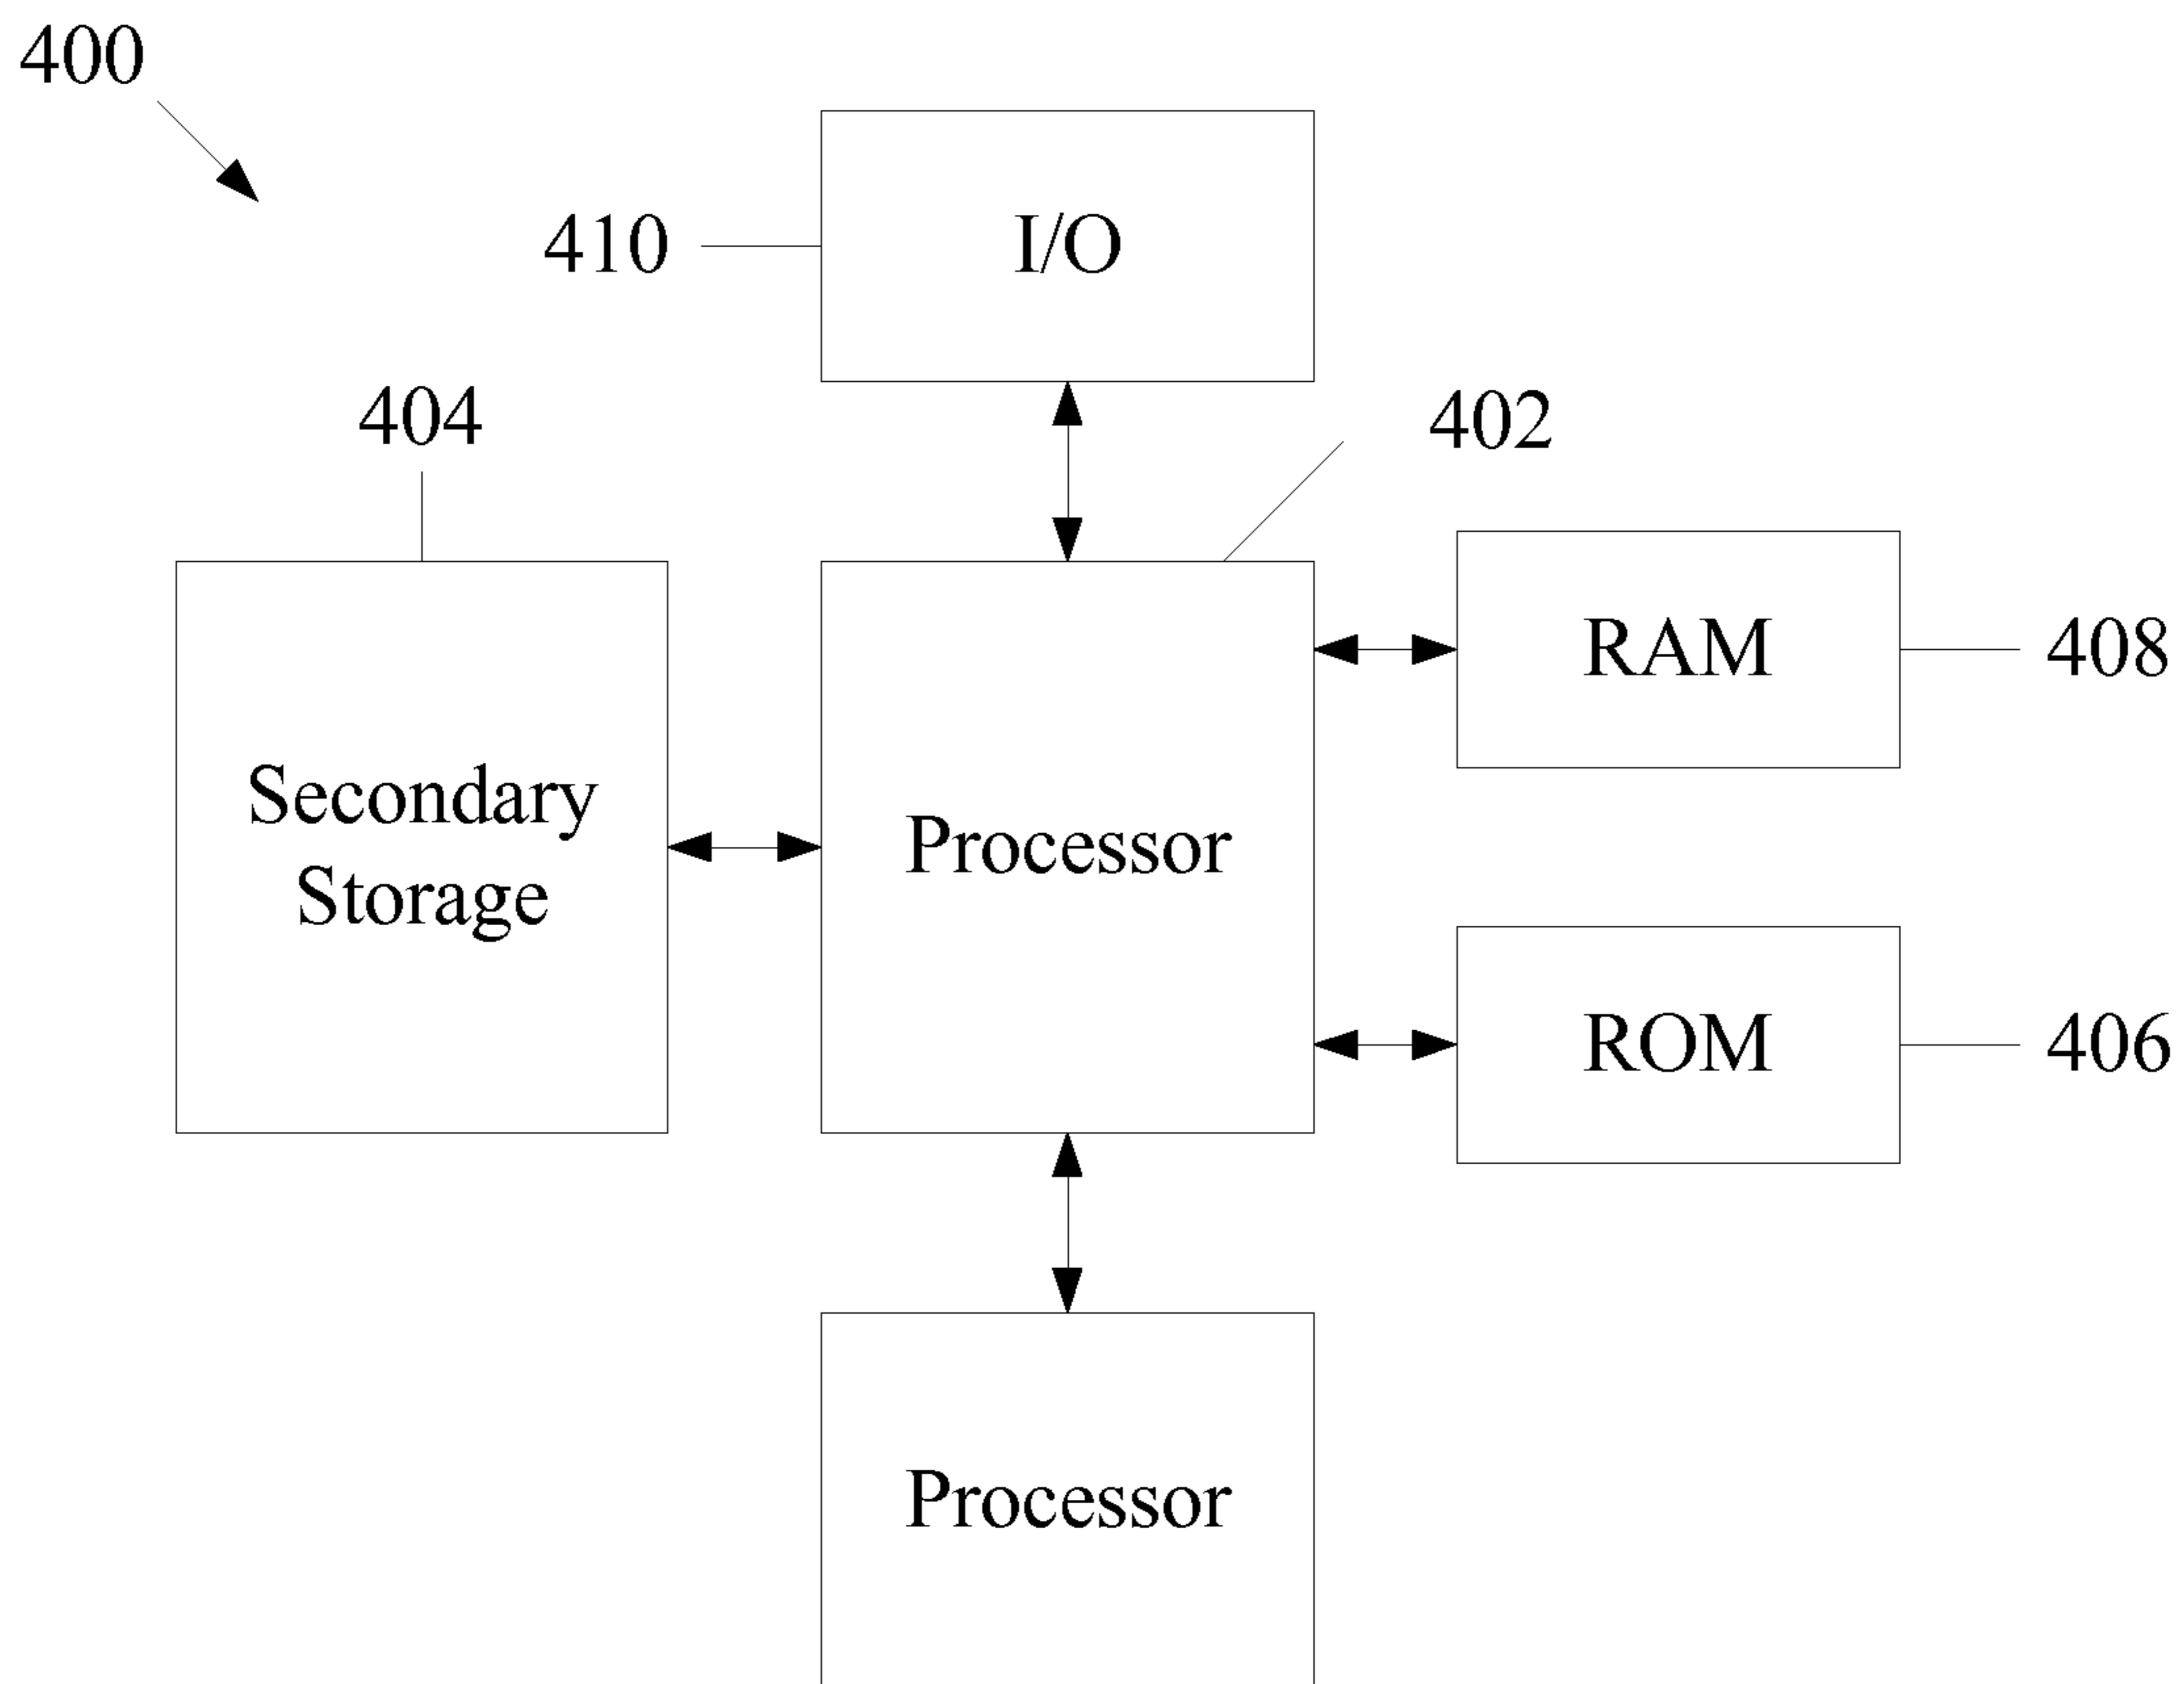 400
410
I/O
404
402
RAM
408
Secondary
Storage
Processor
ROM
406
Processor